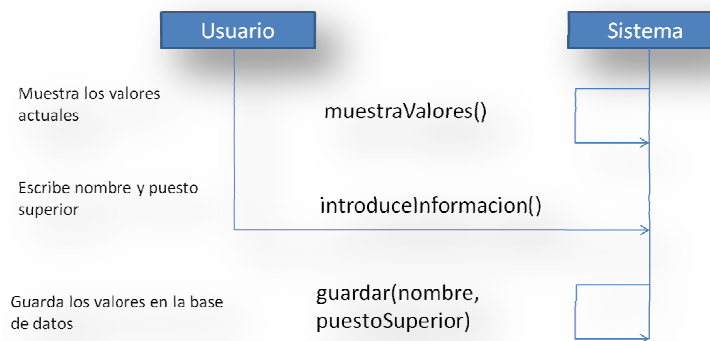 Usuario
Sistema
Muestra los valores
actuales
muestraValores()
Escribe nombre y puesto
superior
introduceInformacion()
Guarda los valores en la base
de datos
guardar(nombre,
puestoSuperior)